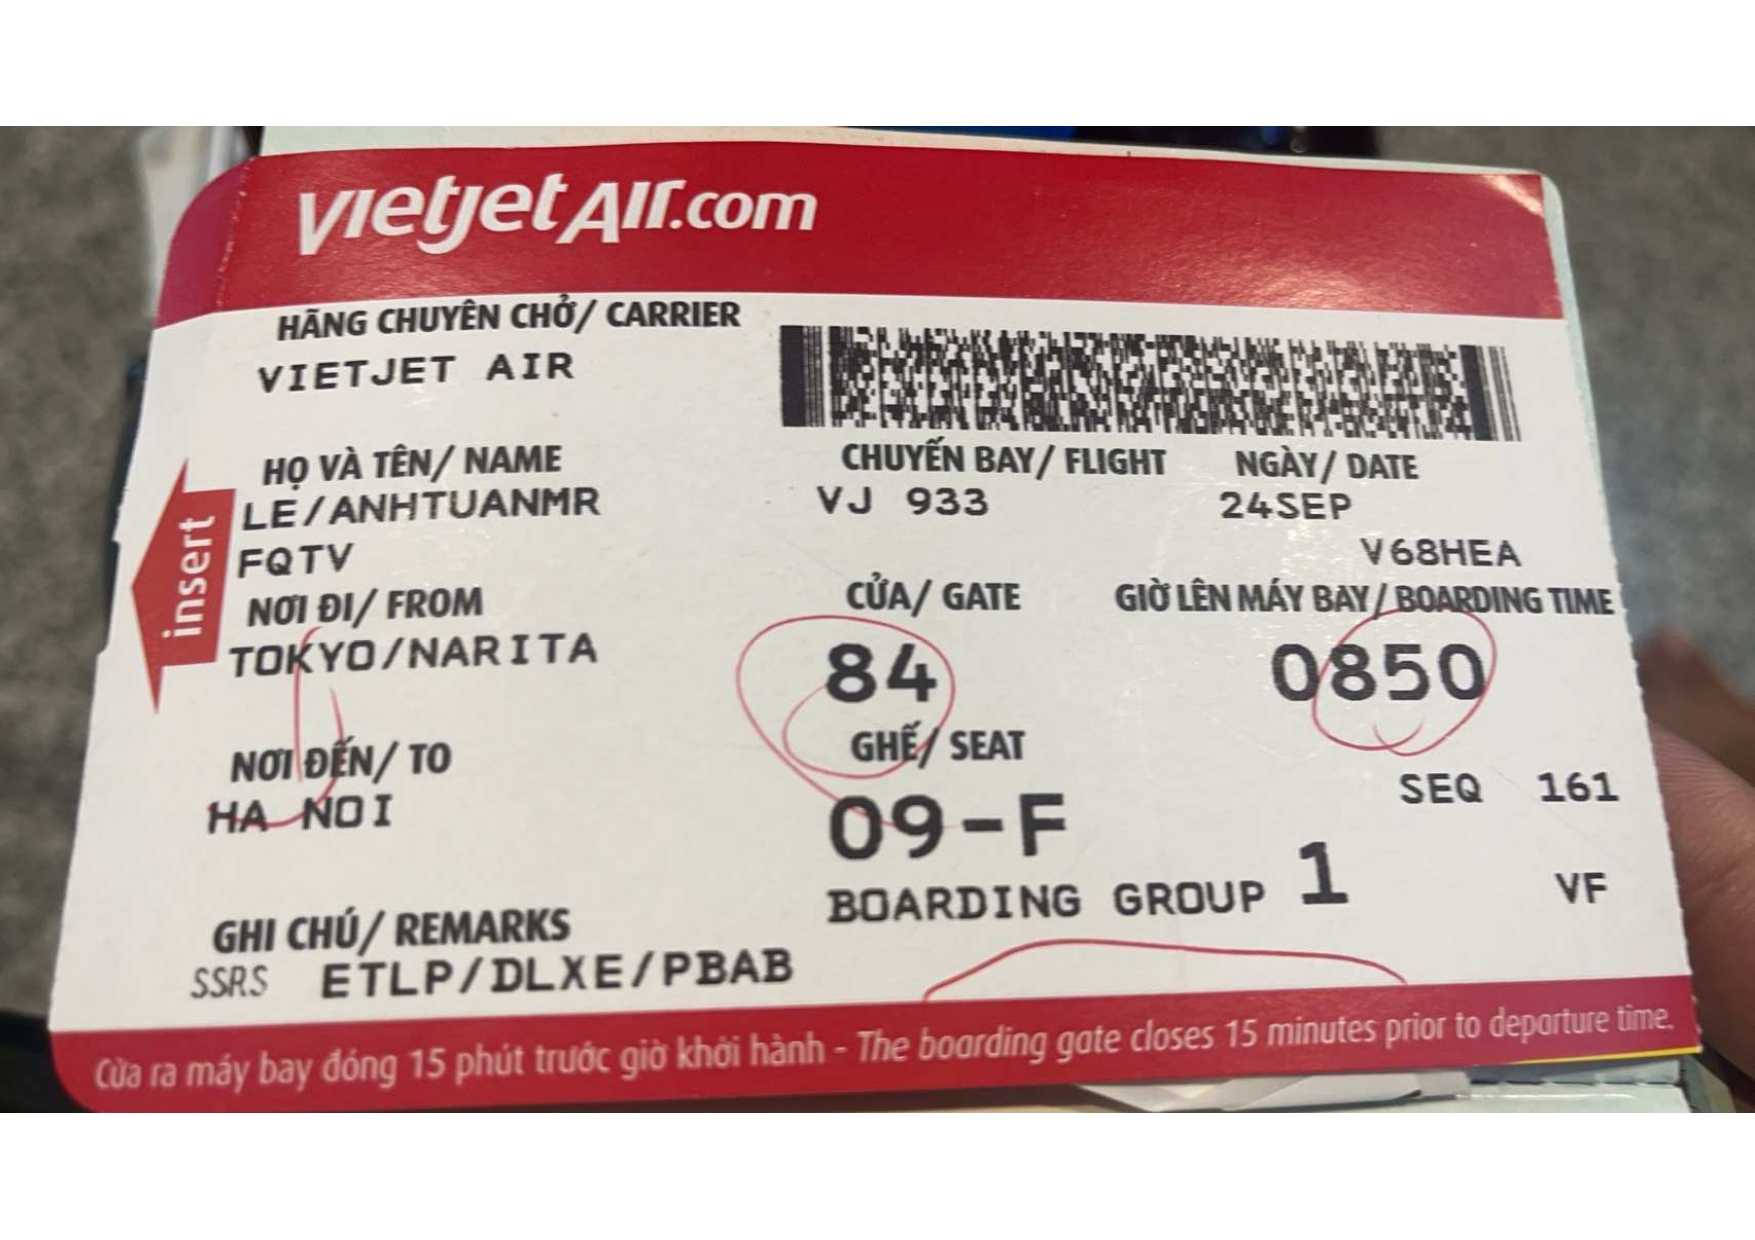 vietjetAir.com
HÃNG CHUYÊN CHỞ/ CARRIER
VIETJET AIR
HỌ VÀ TÊN/ NAME
CHUYẾN BAY/ FLIGHT
NGÀY/ DATE
LE/ANHTUANMR
VJ 933
24SEP
FQTV
V68HEA
NƠI ĐI/ FROM
CỬA/ GATE
GIỜ LÊN MÁY BAY/ BOARDING TIME
TOKYO/NARITA
84
0850
NƠI ĐẾN/ TO
GHẾ/ SEAT
SEQ 161
HA NOI
09-F
BOARDING GROUP 1
VF
GHI CHÚ/ REMARKS
SSRS ETLP/DLXE/PBAB
insert
Cửa ra máy bay đóng 15 phút trước giờ khởi hành - The boarding gate closes 15 minutes prior to departure time.